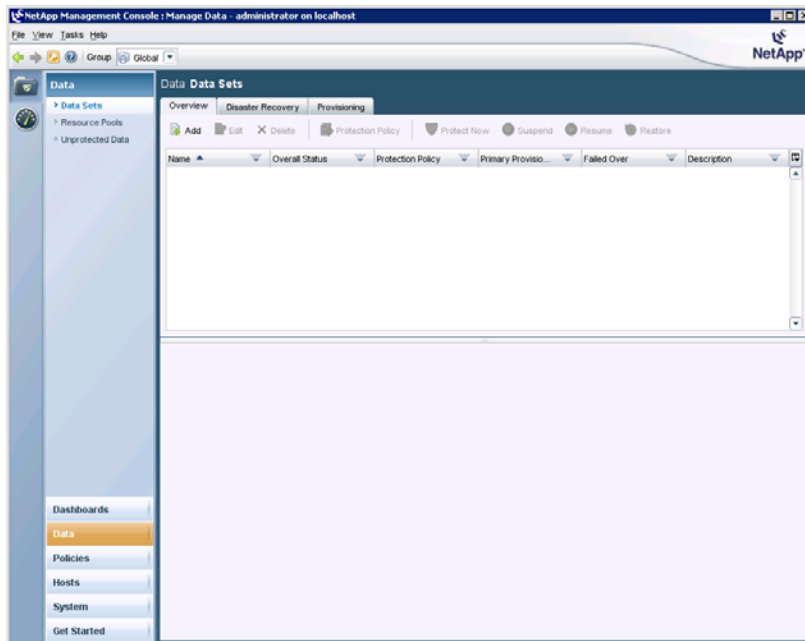 NetApp Management Console : Manage Data - administrator on localhost
File View Tasks Help
Group Global
NetApp
Data
Data Sets
Resource Pools
Unprotected Data
Data Data Sets
Overview Disaster Recovery Provisioning
Add Edit Delete Protection Policy Protect Now Suspend Resume Restore
Name Overall Status Protection Policy Primary Provisio... Failed Over Description
Dashboards
Data
Policies
Hosts
System
Get Started